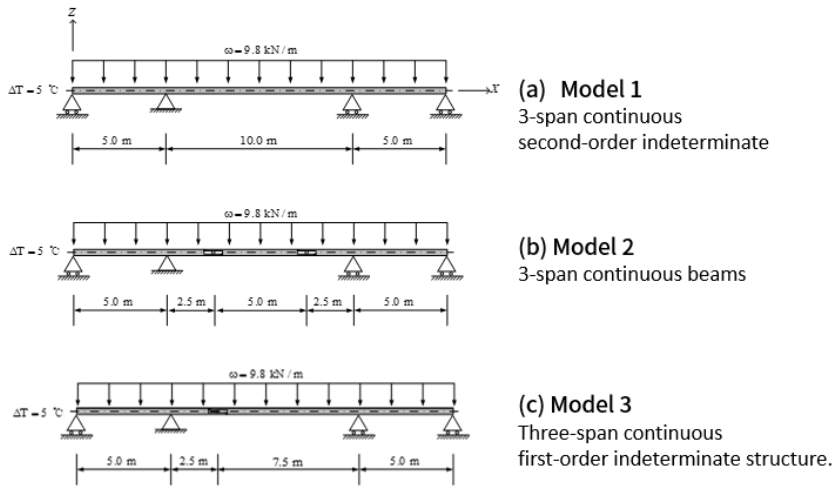 z
ω=9.8 kN/m
ΔT=5 ℃
x
5.0 m 10.0 m 5.0 m
(a) Model 1
3-span continuous
second-order indeterminate
ω=9.8 kN/m
ΔT=5 ℃
5.0 m 2.5 m 5.0 m 2.5 m 5.0 m
(b) Model 2
3-span continuous beams
ω=9.8 kN/m
ΔT=5 ℃
5.0 m 2.5 m 7.5 m 5.0 m
(c) Model 3
Three-span continuous
first-order indeterminate structure.